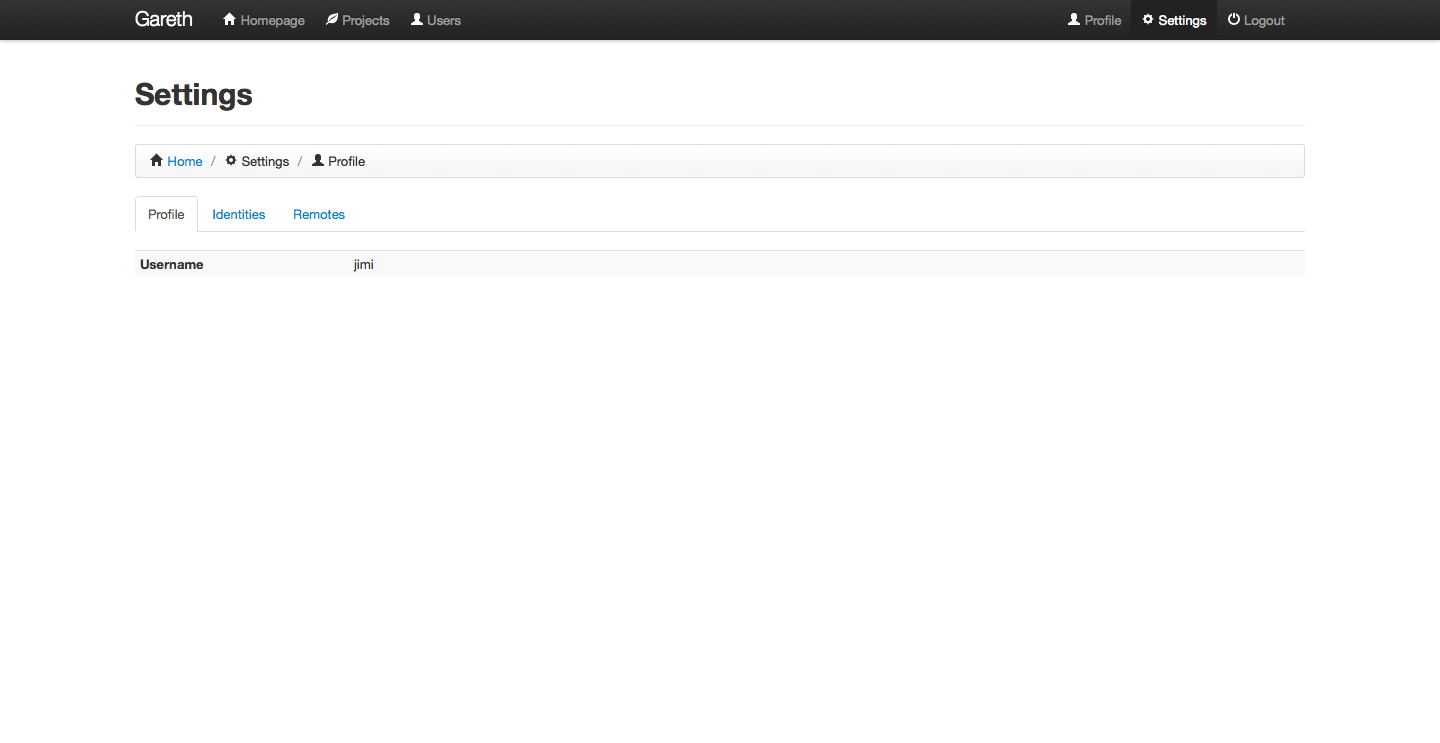 Gareth Homepage Projects Users Profile Settings Logout
Settings
Home / Settings / Profile
Profile Identities Remotes
Username jimi